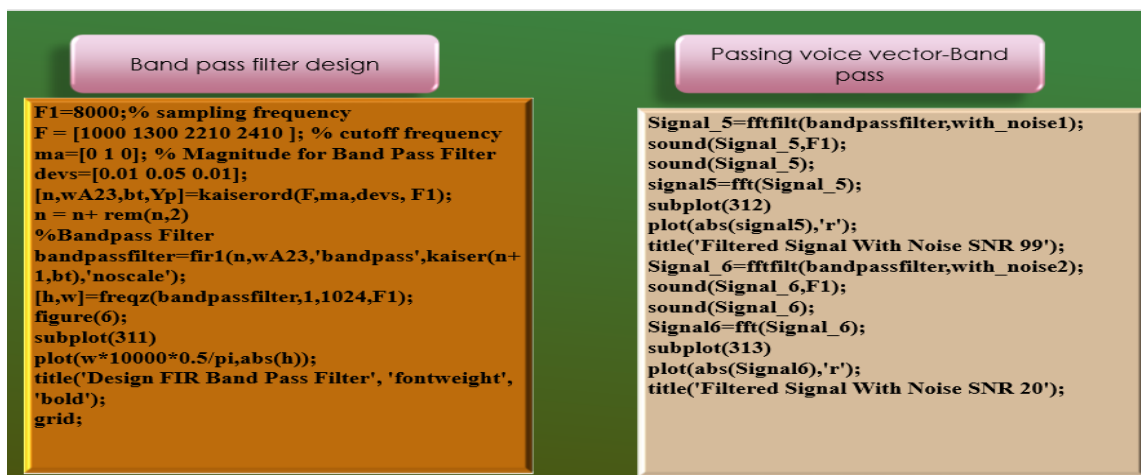 Band pass filter design
F1=8000;% sampling frequency
F = [1000 1300 2210 2410 ]; % cutoff frequency
ma=[0 1 0]; % Magnitude for Band Pass Filter
devs=[0.01 0.05 0.01];
[n,wA23,bt,Yp]=kaiserord(F,ma,devs, F1);
n = n+ rem(n,2)
%Bandpass Filter
bandpassfilter=fir1(n,wA23,'bandpass',kaiser(n+
1,bt),'noscale');
[h,w]=freqz(bandpassfilter,1,1024,F1);
figure(6);
subplot(311)
plot(w*10000*0.5/pi,abs(h));
title('Design FIR Band Pass Filter', 'fontweight',
'bold');
grid;
Passing voice vector-Band
pass
Signal_5=fftfilt(bandpassfilter,with_noise1);
sound(Signal_5,F1);
sound(Signal_5);
signal5=fft(Signal_5);
subplot(312)
plot(abs(signal5),'r');
title('Filtered Signal With Noise SNR 99');
Signal_6=fftfilt(bandpassfilter,with_noise2);
sound(Signal_6,F1);
sound(Signal_6);
Signal6=fft(Signal_6);
subplot(313)
plot(abs(Signal6),'r');
title('Filtered Signal With Noise SNR 20');